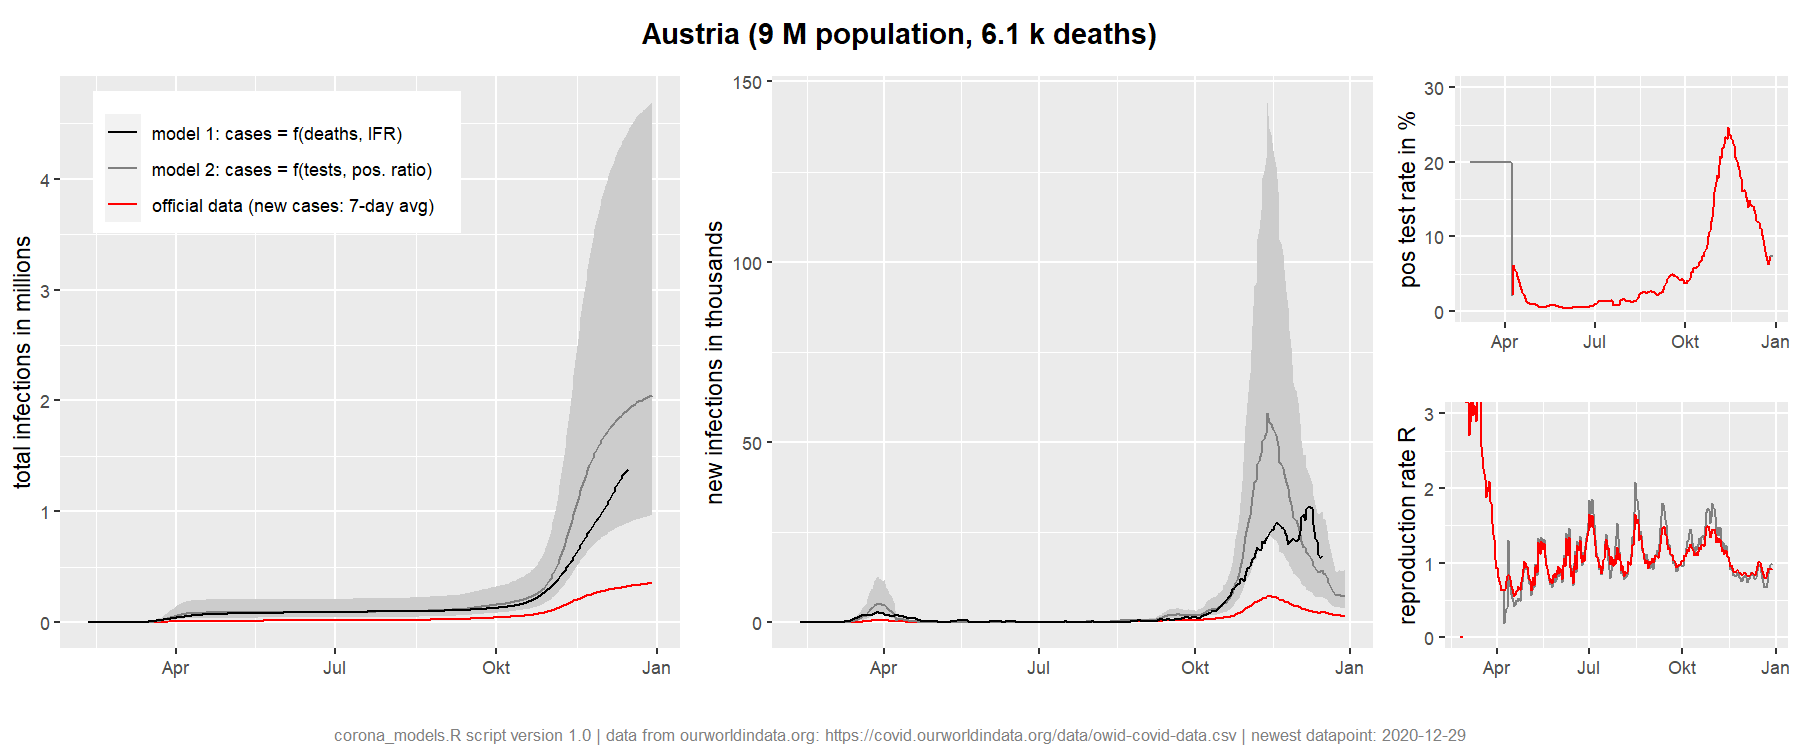 Austria (9 M population, 6.1 k deaths)
total infections in millions
4
3
2
1
0
Apr
Jul
Okt
Jan
model 1: cases = f(deaths, IFR)
model 2: cases = f(tests, pos. ratio)
official data (new cases: 7-day avg)
new infections in thousands
150
100
50
0
Apr
Jul
Okt
Jan
pos test rate in %
30
20
10
0
Apr
Jul
Okt
Jan
reproduction rate R
3
2
1
0
Apr
Jul
Okt
Jan
corona_models.R script version 1.0 | data from ourworldindata.org: https://covid.ourworldindata.org/data/owid-covid-data.csv | newest datapoint: 2020-12-29